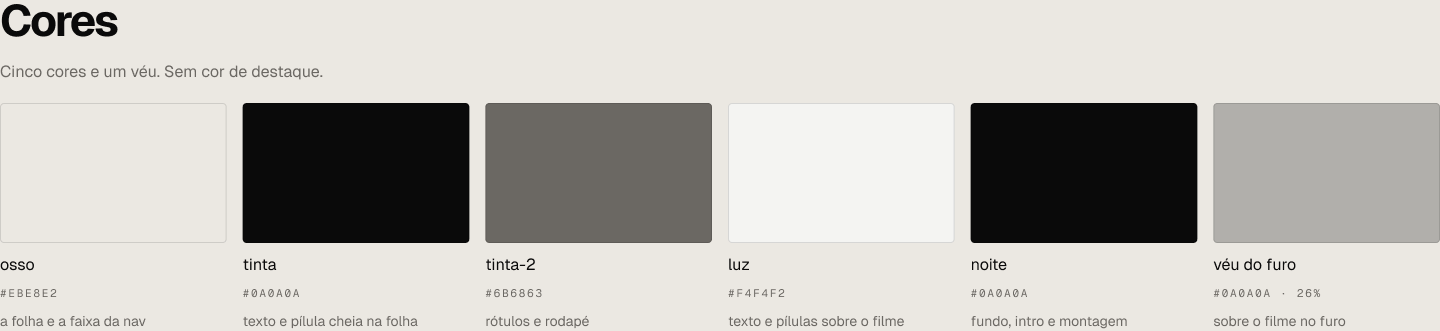 Cores
Cinco cores e um véu. Sem cor de destaque.
osso
#EBE8E2
a folha e a faixa da nav
tinta
#0A0A0A
texto e pílula cheia na folha
tinta-2
#6B6863
rótulos e rodapé
luz
#F4F4F2
texto e pílulas sobre o filme
noite
#0A0A0A
fundo, intro e montagem
véu do furo
#0A0A0A · 26%
sobre o filme no furo